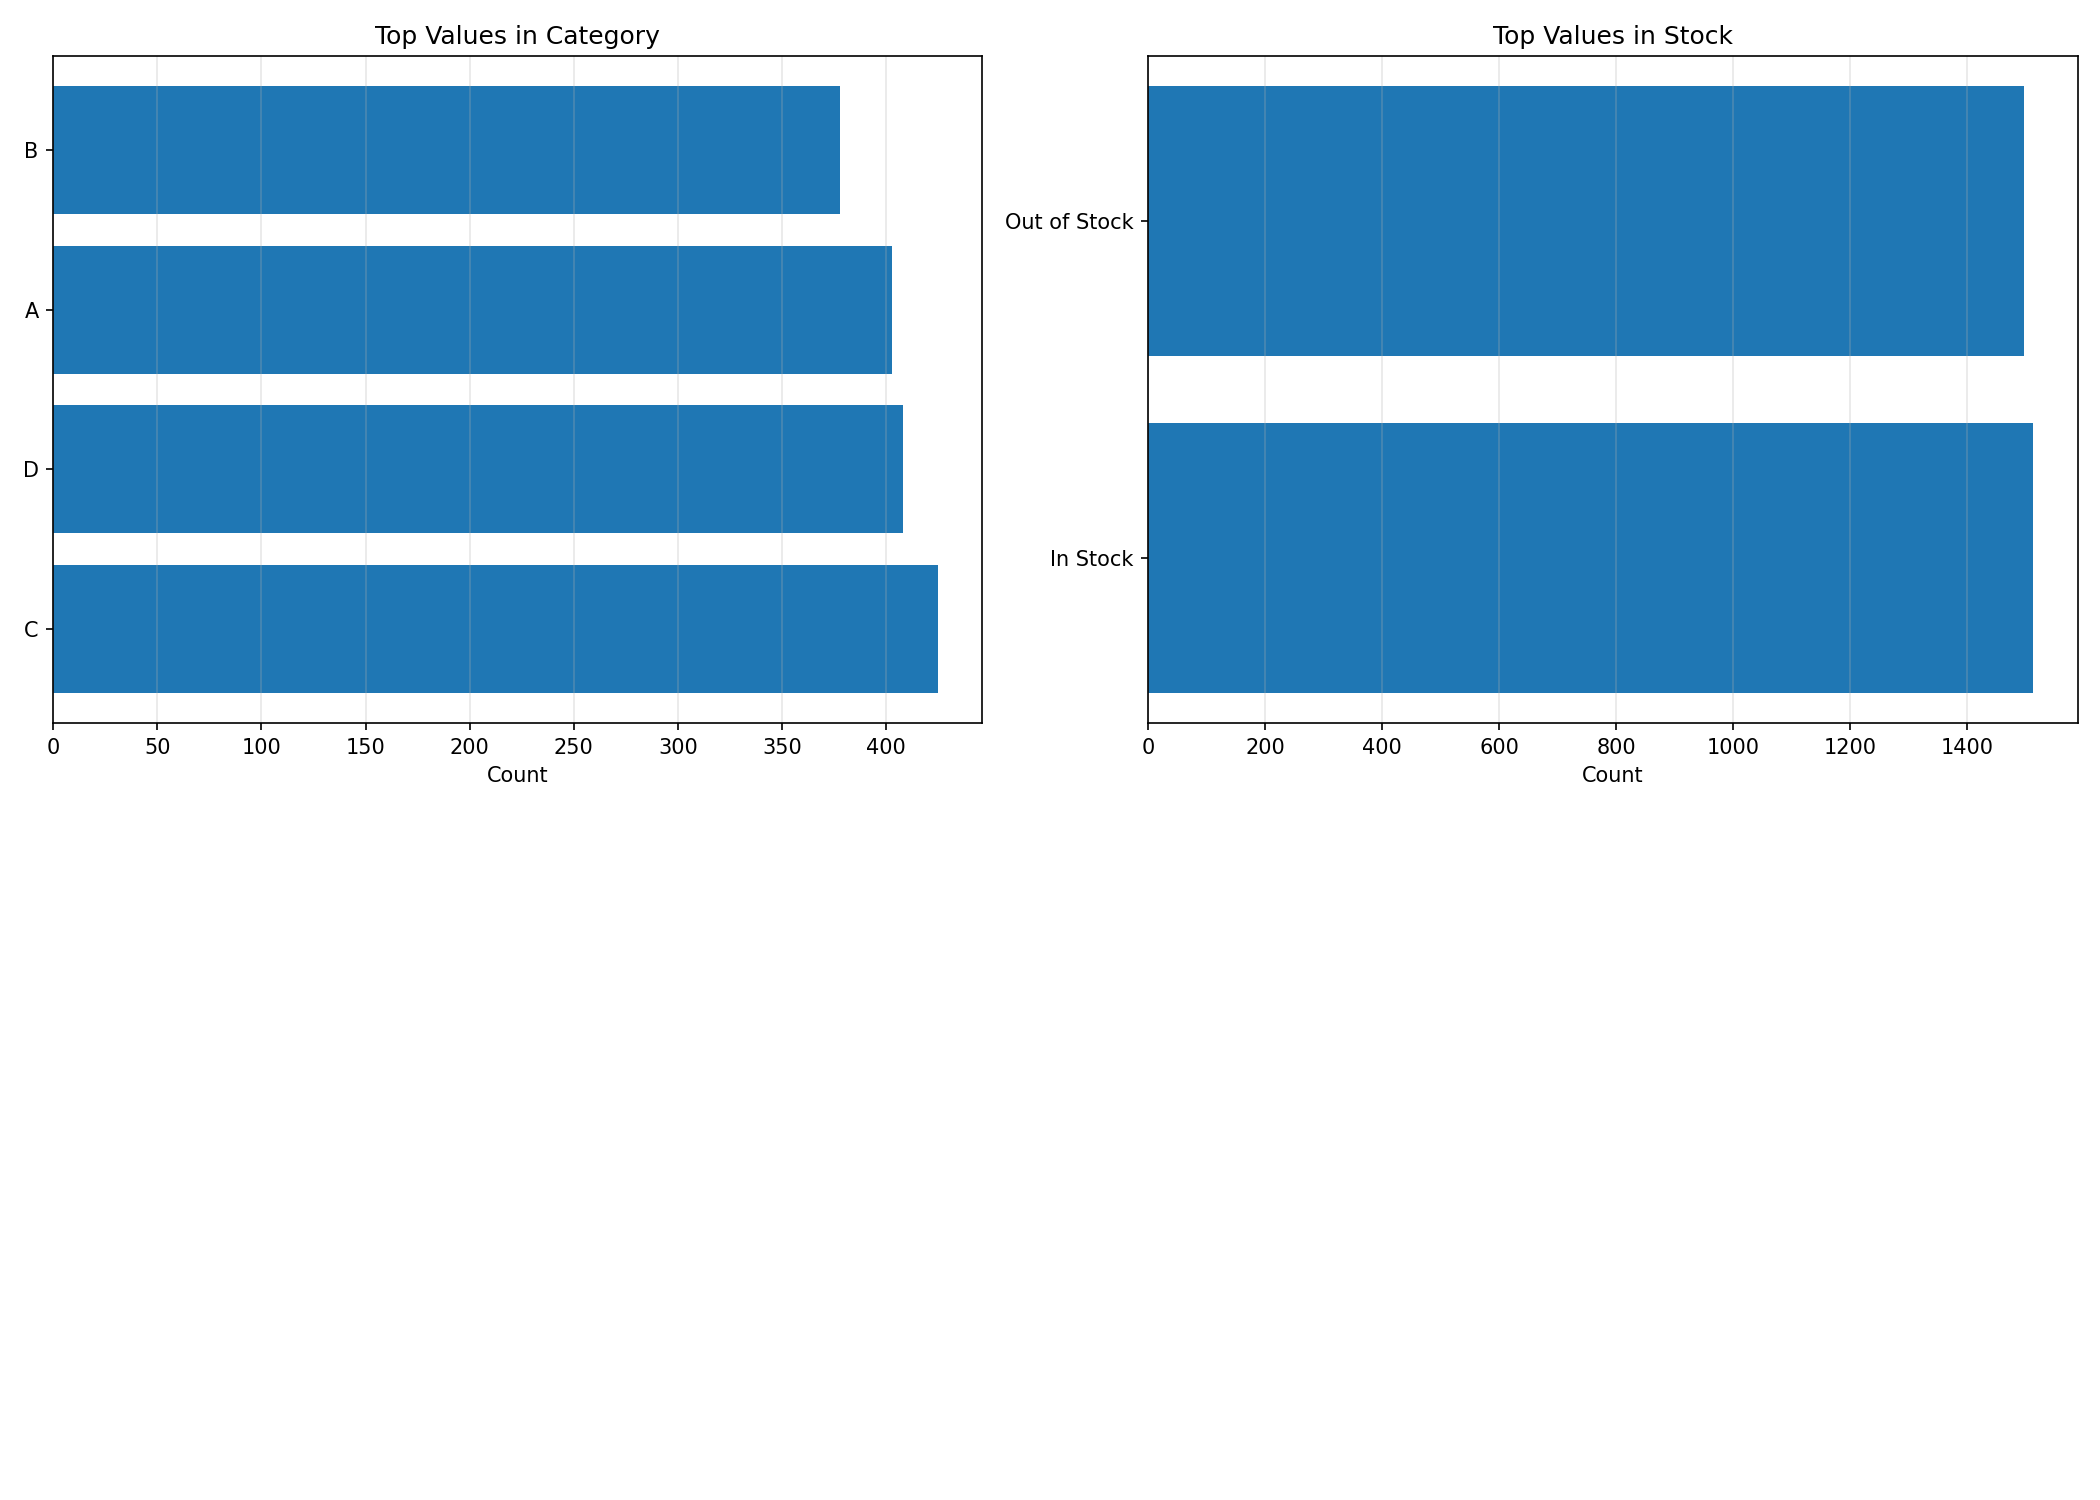 Top Values in Category
B
A
D
C
0 50 100 150 200 250 300 350 400
Count
Top Values in Stock
Out of Stock
In Stock
0 200 400 600 800 1000 1200 1400
Count